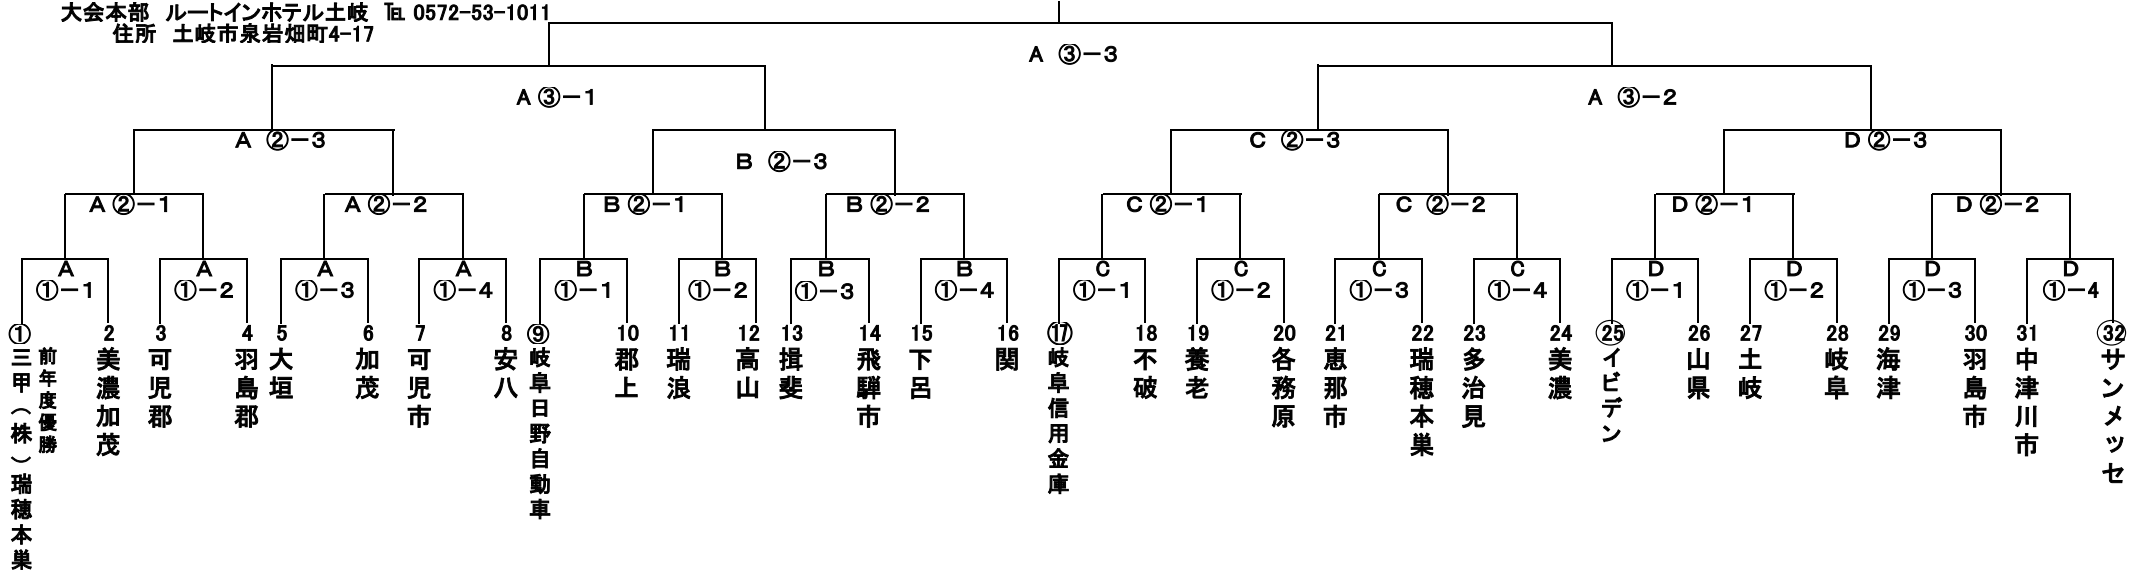 大会本部　ルートインホテル土岐　℡ 0572-53-1011
住所　土岐市泉岩畑町4-17
A ③－3
A ③－1
A ③－2
A ②－3
B ②－3
C ②－3
D ②－3
A ②－1
A ②－2
B ②－1
B ②－2
C ②－1
C ②－2
D ②－1
D ②－2
A ①－1
A ①－2
A ①－3
A ①－4
B ①－1
B ①－2
B ①－3
B ①－4
C ①－1
C ①－2
C ①－3
C ①－4
D ①－1
D ①－2
D ①－3
D ①－4
① 三甲（株）瑞穂本巣
前年度優勝
2 美濃加茂
3 可児郡
4 羽島郡
5 大垣
6 加茂
7 可児市
8 安八
⑨ 岐阜日野自動車
10 郡上
11 瑞浪
12 高山
13 揖斐
14 飛騨市
15 下呂
16 関
⑰ 岐阜信用金庫
18 不破
19 養老
20 各務原
21 恵那市
22 瑞穂本巣
23 多治見
24 美濃
㉕ イビデン
26 山県
27 土岐
28 岐阜
29 海津
30 羽島市
31 中津川市
㉜ サンメッセ